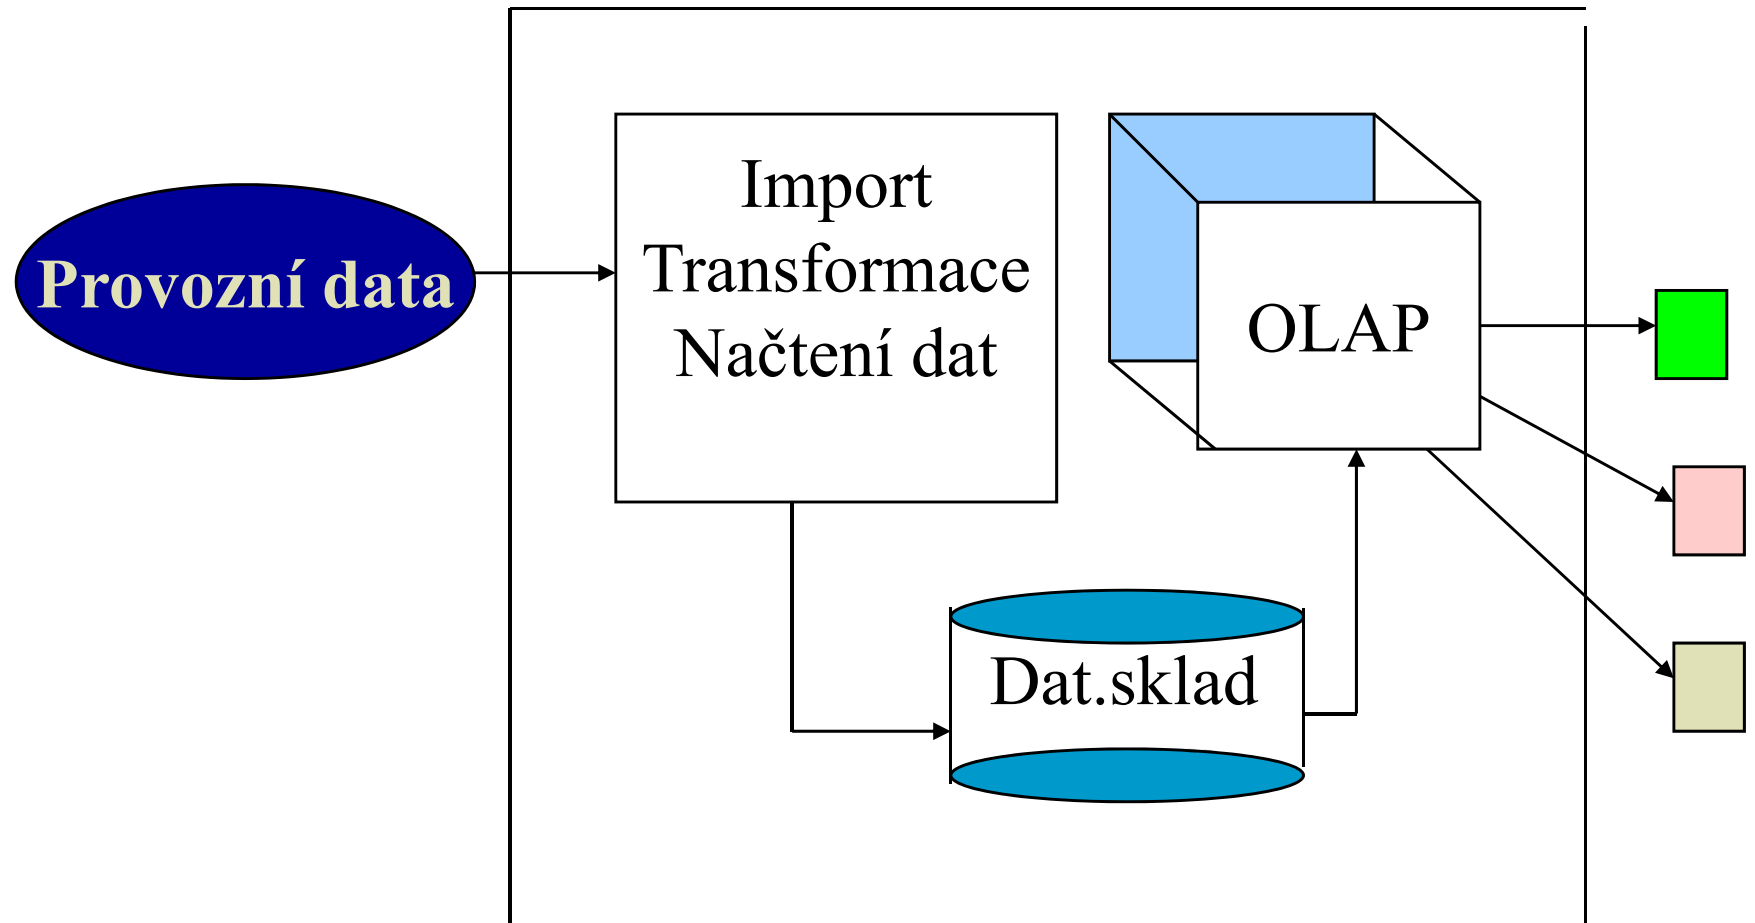 Provozní data
Import
Transformace
Načtení dat
OLAP
Dat.sklad